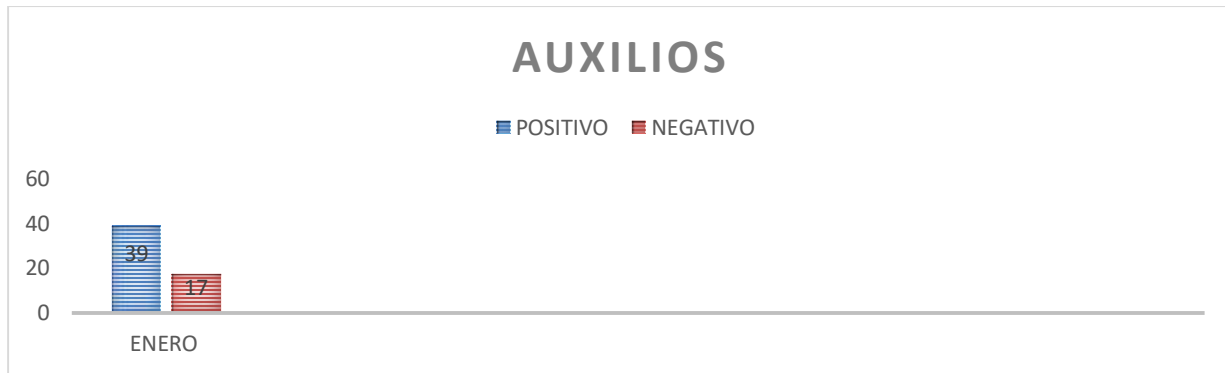 AUXILIOS
POSITIVO NEGATIVO
60
40
20
0
39
17
ENERO